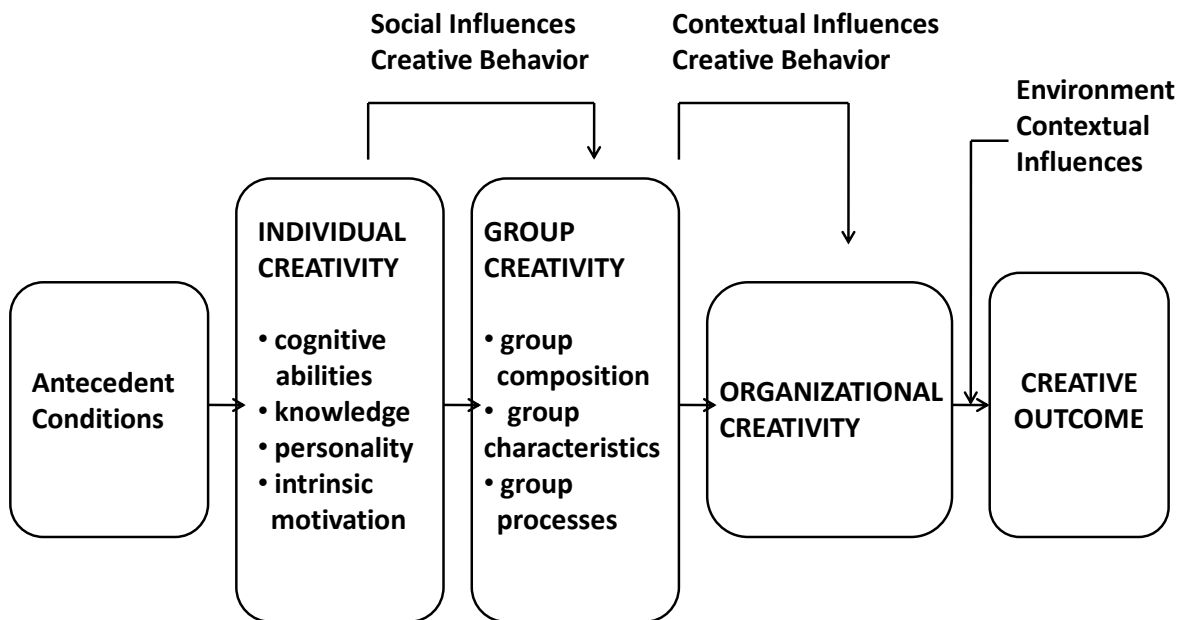 Social Influences
Creative Behavior
Contextual Influences
Creative Behavior
Environment
Contextual
Influences
Antecedent
Conditions
INDIVIDUAL
CREATIVITY
• cognitive
abilities
• knowledge
• personality
• intrinsic
motivation
GROUP
CREATIVITY
• group
composition
• group
characteristics
• group
processes
ORGANIZATIONAL
CREATIVITY
CREATIVE
OUTCOME